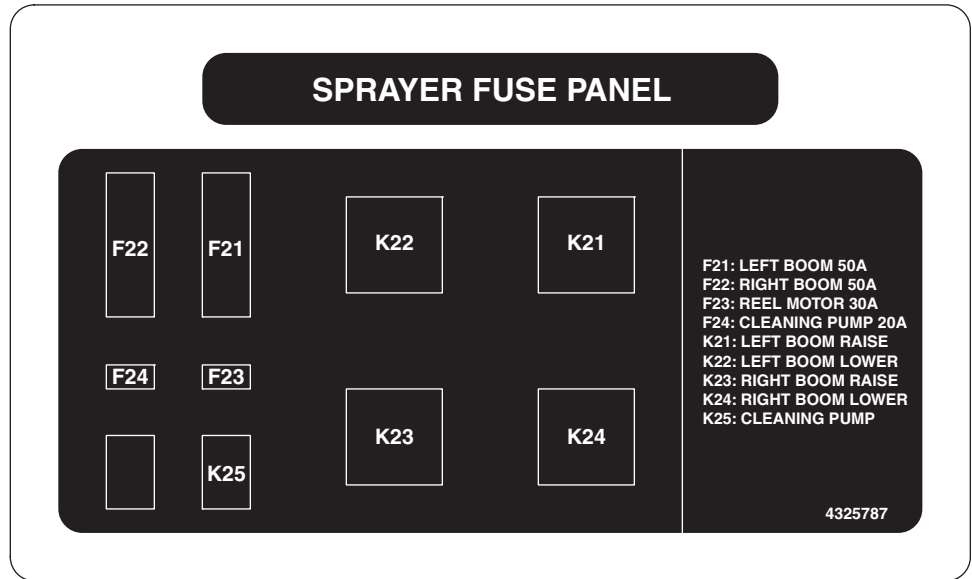 SPRAYER FUSE PANEL
F22
F21
K22
K21
F24
F23
K23
K24
K25
F21: LEFT BOOM 50A
F22: RIGHT BOOM 50A
F23: REEL MOTOR 30A
F24: CLEANING PUMP 20A
K21: LEFT BOOM RAISE
K22: LEFT BOOM LOWER
K23: RIGHT BOOM RAISE
K24: RIGHT BOOM LOWER
K25: CLEANING PUMP
4325787